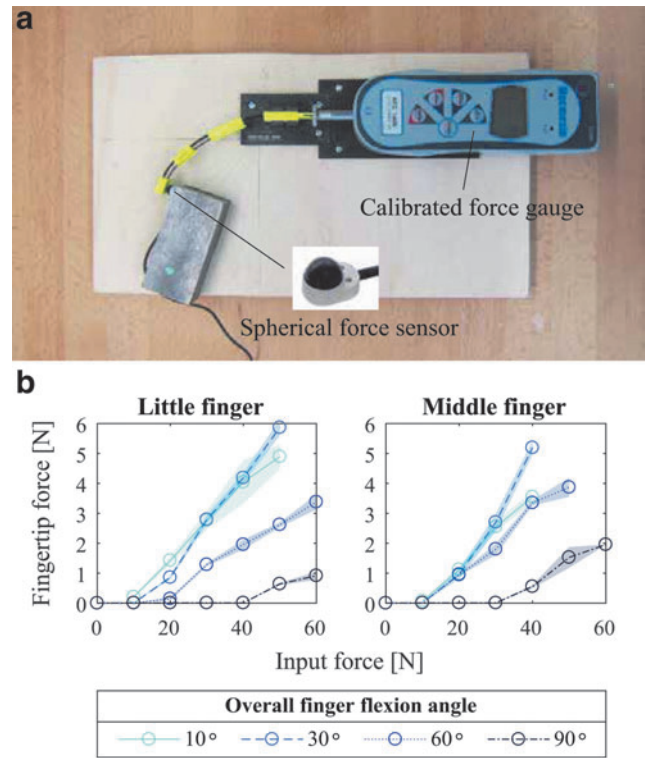 a
Calibrated force gauge
Spherical force sensor
b
Little finger
Middle finger
Fingertip force [N]
6
5
4
3
2
1
0
0 20 40 60
6
5
4
3
2
1
0
0 20 40 60
Input force [N]
Overall finger flexion angle
10° 30° 60° 90°